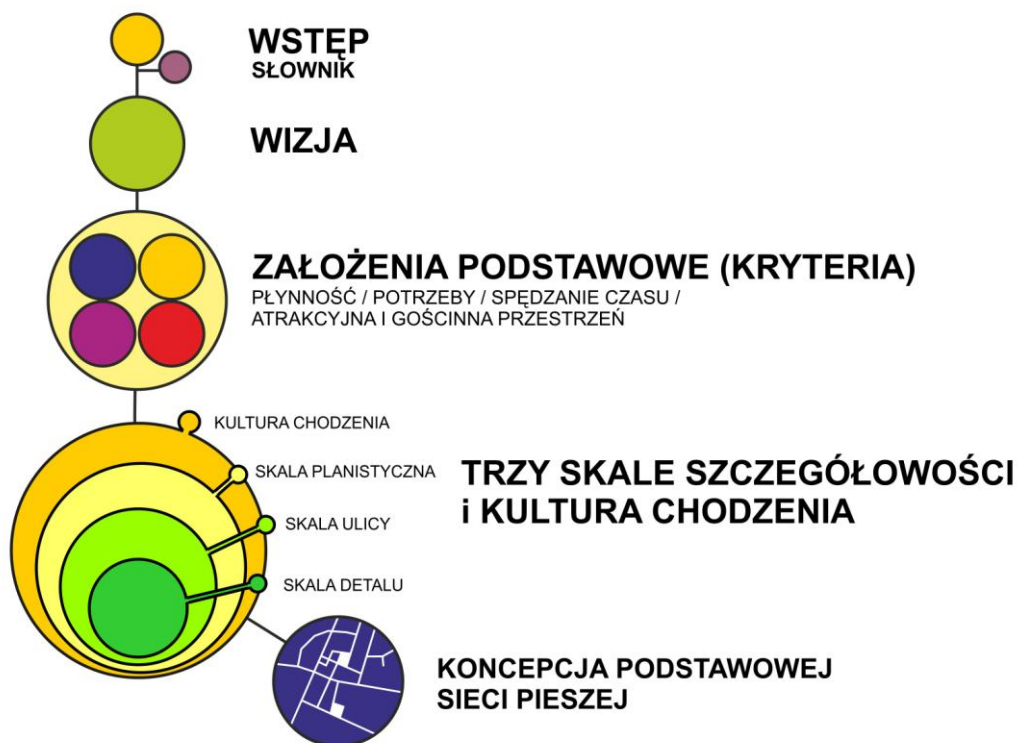 WSTĘP
SŁOWNIK
WIZJA
ZAŁOŻENIA PODSTAWOWE (KRYTERIA)
PŁYNNOŚĆ / POTRZEBY / SPĘDZANIE CZASU /
ATRAKCYJNA I GOŚCINNA PRZESTRZEŃ
KULTURA CHODZENIA
SKALA PLANISTYCZNA
SKALA ULICY
SKALA DETALU
TRZY SKALE SZCZEGÓŁOWOŚCI
i KULTURA CHODZENIA
KONCEPCJA PODSTAWOWEJ
SIECI PIESZEJ